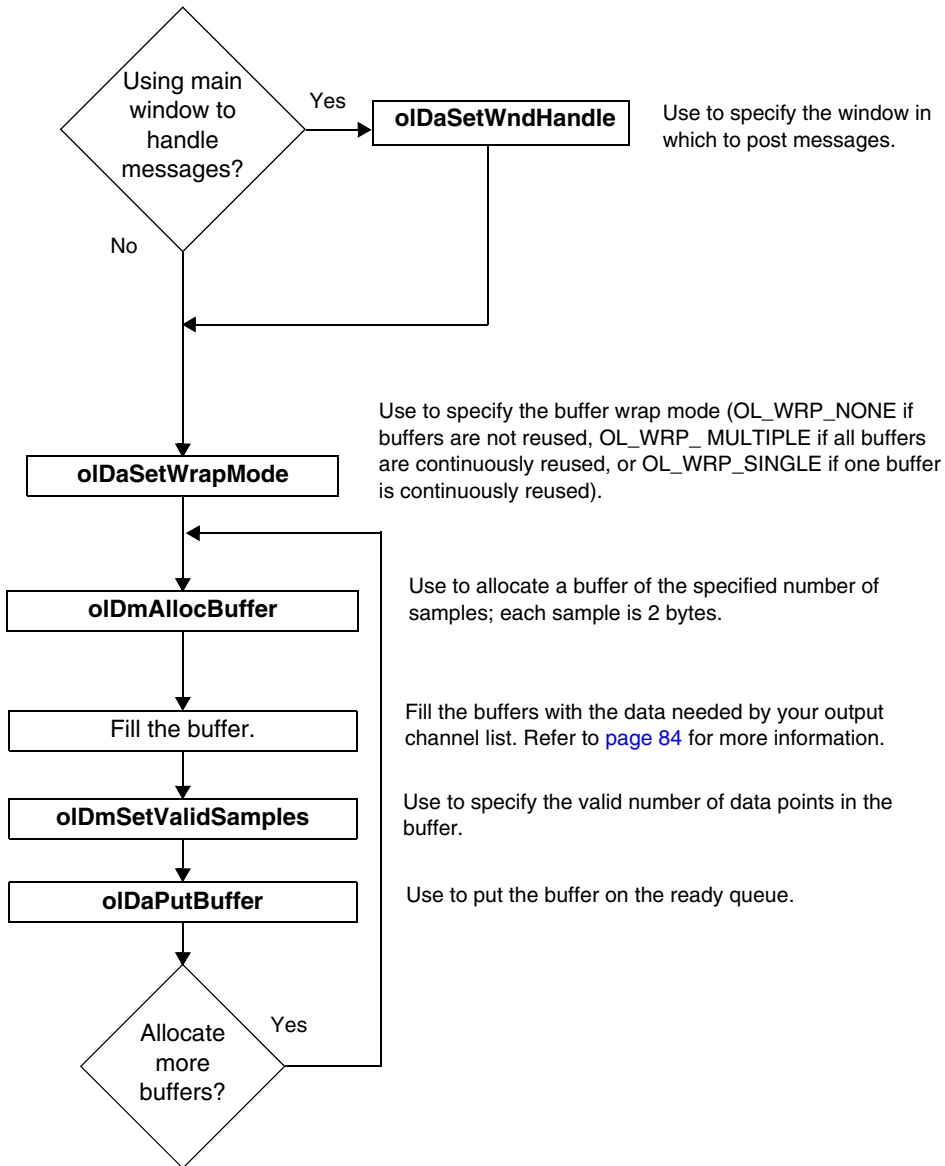 Using main
window to
handle
messages?
Yes
olDaSetWndHandle
Use to specify the window in
which to post messages.
No
Use to specify the buffer wrap mode (OL_WRP_NONE if
buffers are not reused, OL_WRP_ MULTIPLE if all buffers
are continuously reused, or OL_WRP_SINGLE if one buffer
is continuously reused).
olDaSetWrapMode
Use to allocate a buffer of the specified number of
samples; each sample is 2 bytes.
olDmAllocBuffer
Fill the buffer.
Fill the buffers with the data needed by your output
channel list. Refer to page 84 for more information.
olDmSetValidSamples
Use to specify the valid number of data points in the
buffer.
olDaPutBuffer
Use to put the buffer on the ready queue.
Allocate
more
buffers?
Yes